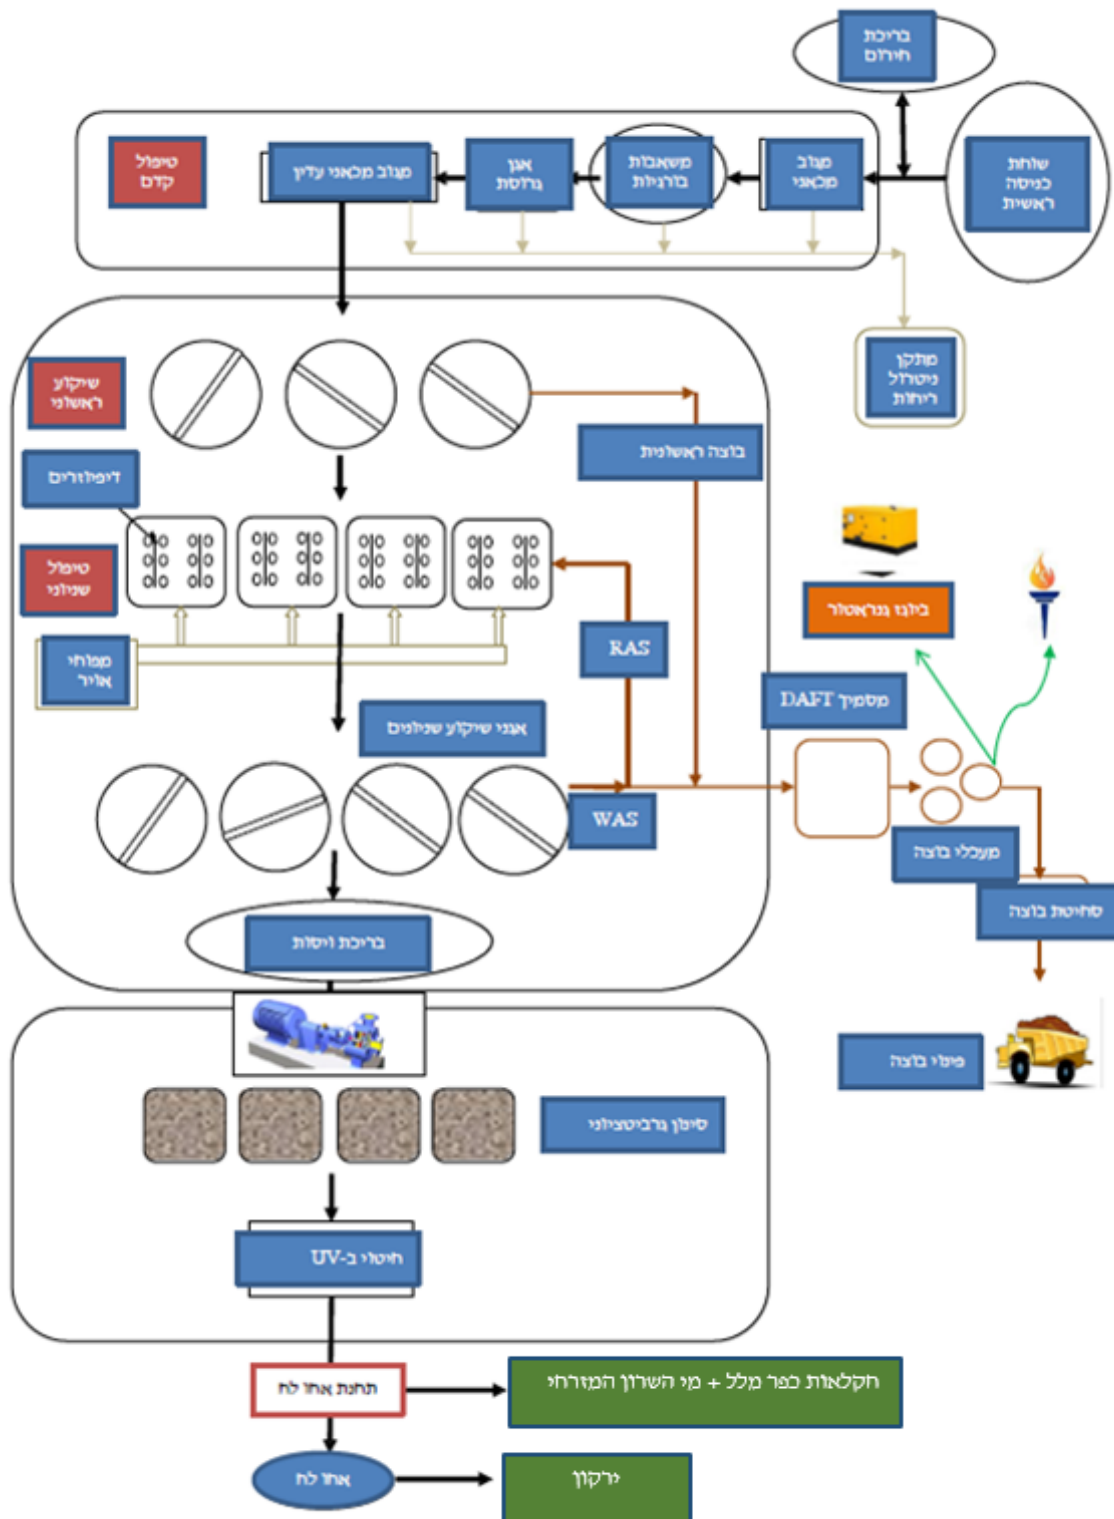 בריכת
חירום
שוחת
כניסה
ראשית
מגוב
מכאני
משאבות
בורגיות
אגן
גרוסת
מגוב מכאני עדין
טיפול
קדם
מתקן
ניטרול
ריחות
שיקוע
ראשוני
בוצה ראשונית
דיפיוזרים
טיפול
שניוני
מפוחי
אויר
RAS
ביוגז גנראטור
מסמיך DAFT
אגני שיקוע שניונים
WAS
מעכלי בוצה
סחיטת בוצה
בריכת ויסות
פינוי בוצה
סינון גרביטציוני
חיטוי ב-UV
תחנת אחו לח
חקלאות כפר מלל + מי השרון המזרחי
אחו לח
ירקון